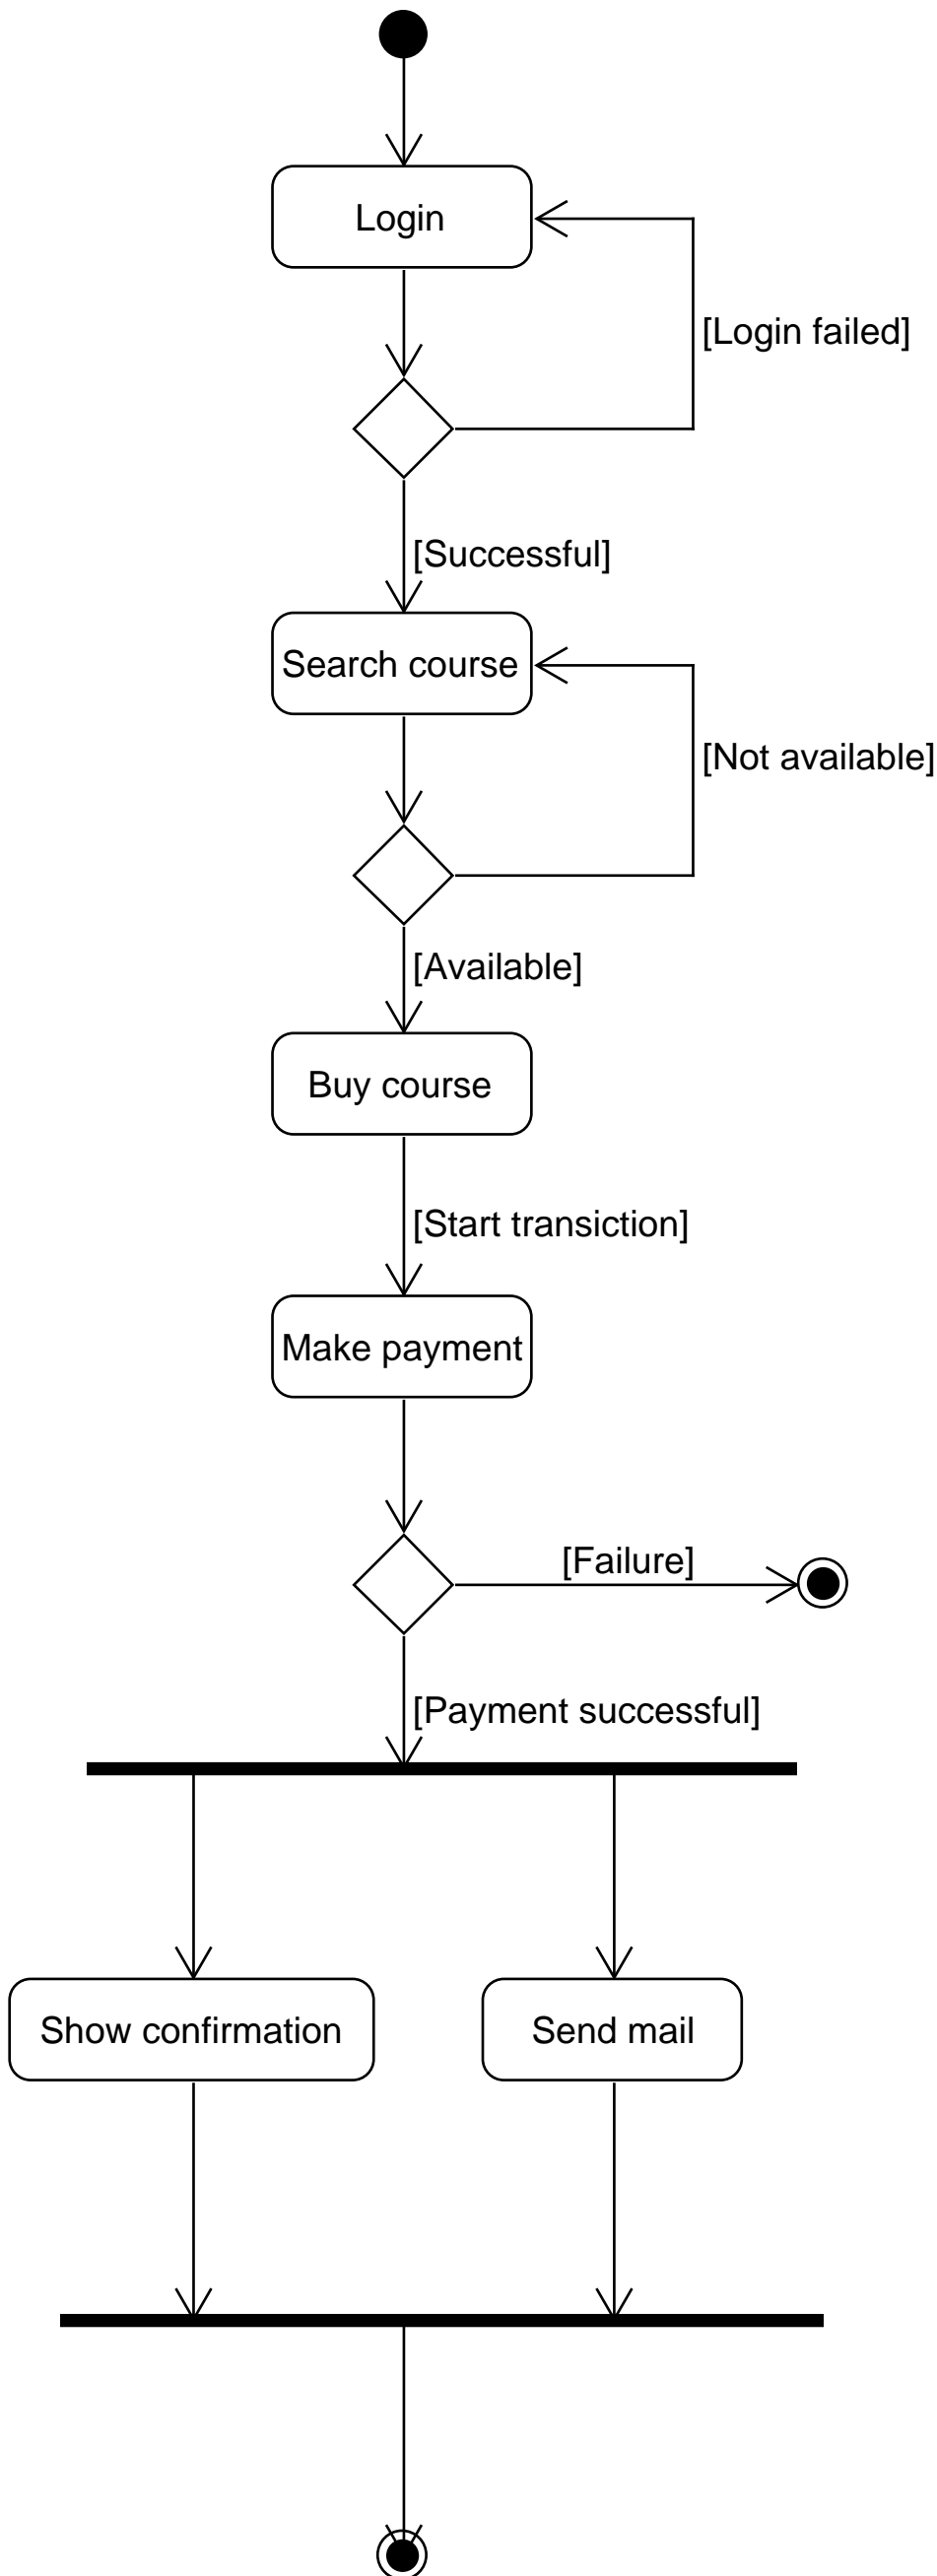 Login
[Login failed]
[Successful]
Search course
[Not available]
[Available]
Buy course
[Start transiction]
Make payment
[Failure]
[Payment successful]
Show confirmation
Send mail